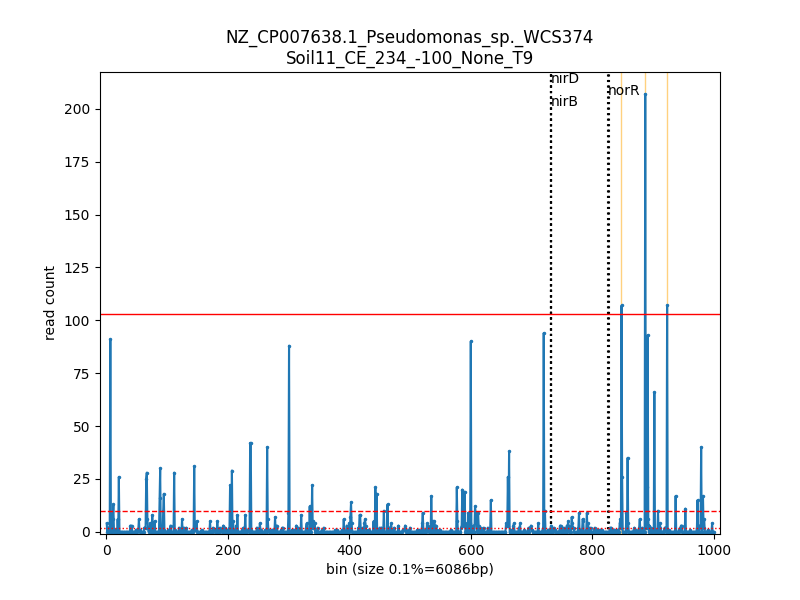 NZ_CP007638.1_Pseudomonas_sp._WCS374
Soil11_CE_234_-100_None_T9
nirD
norR
nirB
read count
200
175
150
125
100
75
50
25
0
0
200
400
600
800
1000
bin (size 0.1%=6086bp)